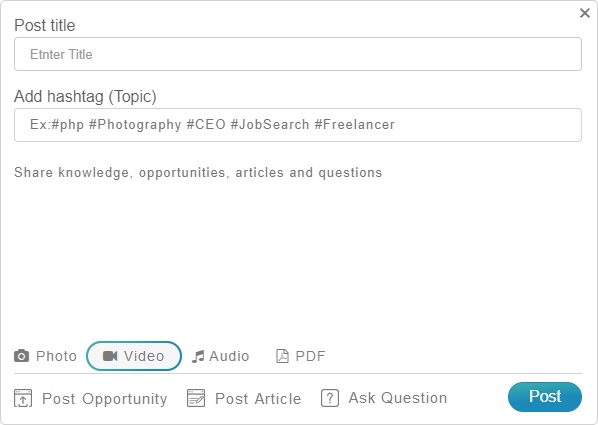 Post title
Etnter Title
Add hashtag (Topic)
Ex:#php #Photography #CEO #JobSearch #Freelancer
Share knowledge, opportunities, articles and questions
Photo Video Audio PDF
Post Opportunity Post Article Ask Question Post